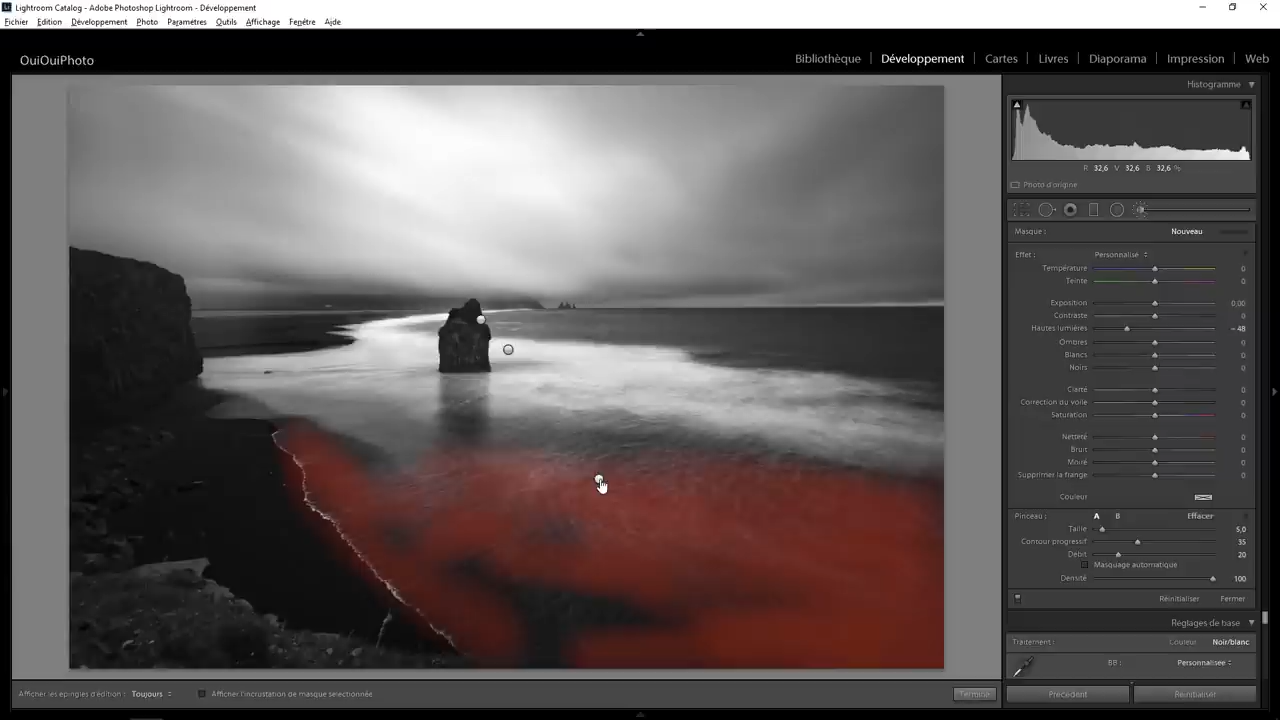 Lightroom Catalog - Adobe Photoshop Lightroom - Développement
Fichier Edition Développement Photo Paramètres Outils Affichage Fenêtre Aide
OuiOuiPhoto
Bibliothèque | Développement | Cartes | Livres | Diaporama | Impression | Web
Histogramme
R 32,6 V 32,6 B 32,6 %
Photo d'origine
Masque : Nouveau
Effet : Personnalisé
Température 0
Teinte 0
Exposition 0,00
Contraste 0
Hautes lumières – 48
Ombres 0
Blancs 0
Noirs 0
Clarté 0
Correction du voile 0
Saturation 0
Netteté 0
Bruit 0
Moiré 0
Supprimer la frange 0
Couleur
Pinceau : A B Effacer
Taille 5,0
Contour progressif 35
Débit 20
Masquage automatique
Densité 100
Réinitialiser Fermer
Réglages de base
Traitement : Couleur Noir/blanc
BB : Personnalisée
Afficher les épingles d'édition : Toujours Afficher l'incrustation de masque sélectionnée Terminé
Précédent Réinitialiser